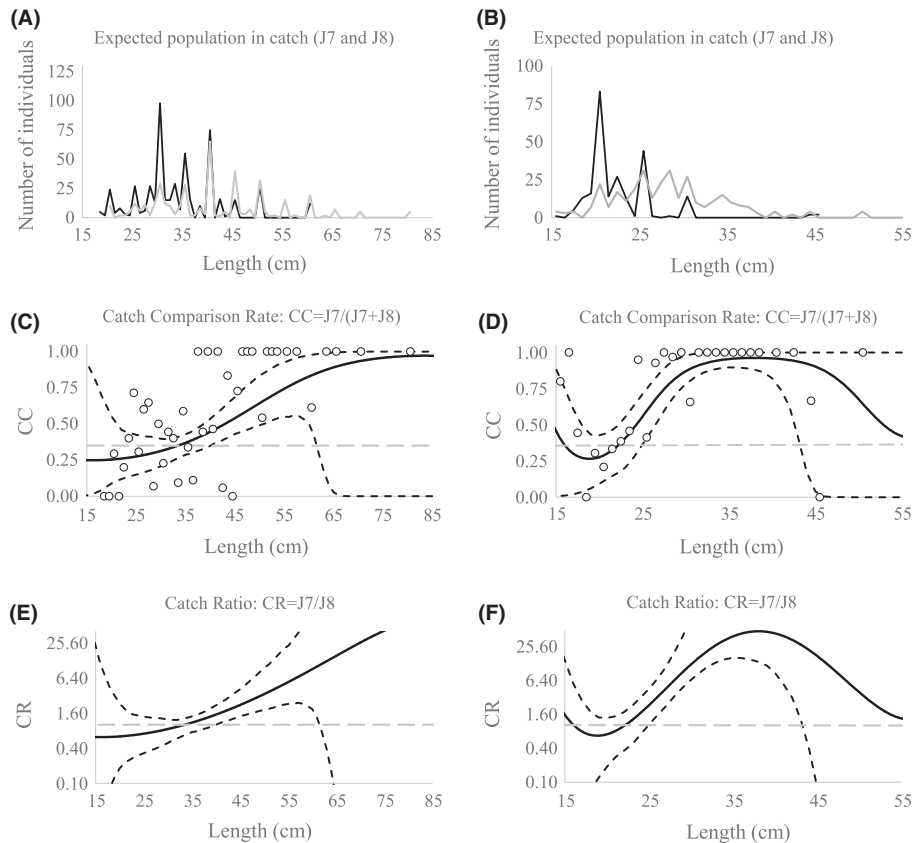 (A)
Expected population in catch (J7 and J8)
Number of individuals
125
100
75
50
25
0
15 25 35 45 55 65 75 85
Length (cm)
(B)
Expected population in catch (J7 and J8)
Number of individuals
100
75
50
25
0
15 25 35 45 55
Length (cm)
(C)
Catch Comparison Rate: CC=J7/(J7+J8)
CC
1.00
0.75
0.50
0.25
0.00
15 25 35 45 55 65 75 85
Length (cm)
(D)
Catch Comparison Rate: CC=J7/(J7+J8)
CC
1.00
0.75
0.50
0.25
0.00
15 25 35 45 55
Length (cm)
(E)
Catch Ratio: CR=J7/J8
CR
25.60
6.40
1.60
0.40
0.10
15 25 35 45 55 65 75 85
Length (cm)
(F)
Catch Ratio: CR=J7/J8
CR
25.60
6.40
1.60
0.40
0.10
15 25 35 45 55
Length (cm)